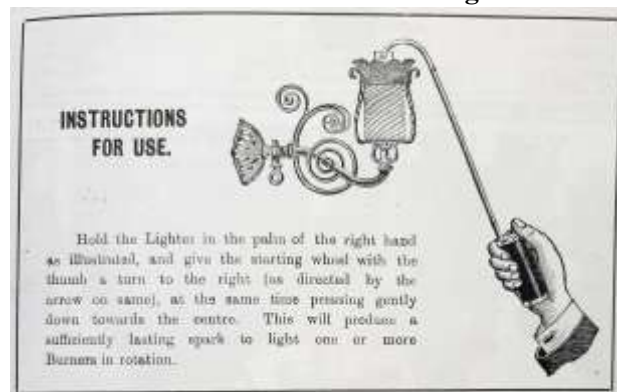 INSTRUCTIONS
FOR USE.
Hold the Lighter in the palm of the right hand
as illustrated, and give the starting wheel with the
thumb a turn to the right (as directed by the
arrow on same), at the same time pressing gently
down towards the centre. This will produce a
sufficiently lasting spark to light one or more
Burners in rotation.